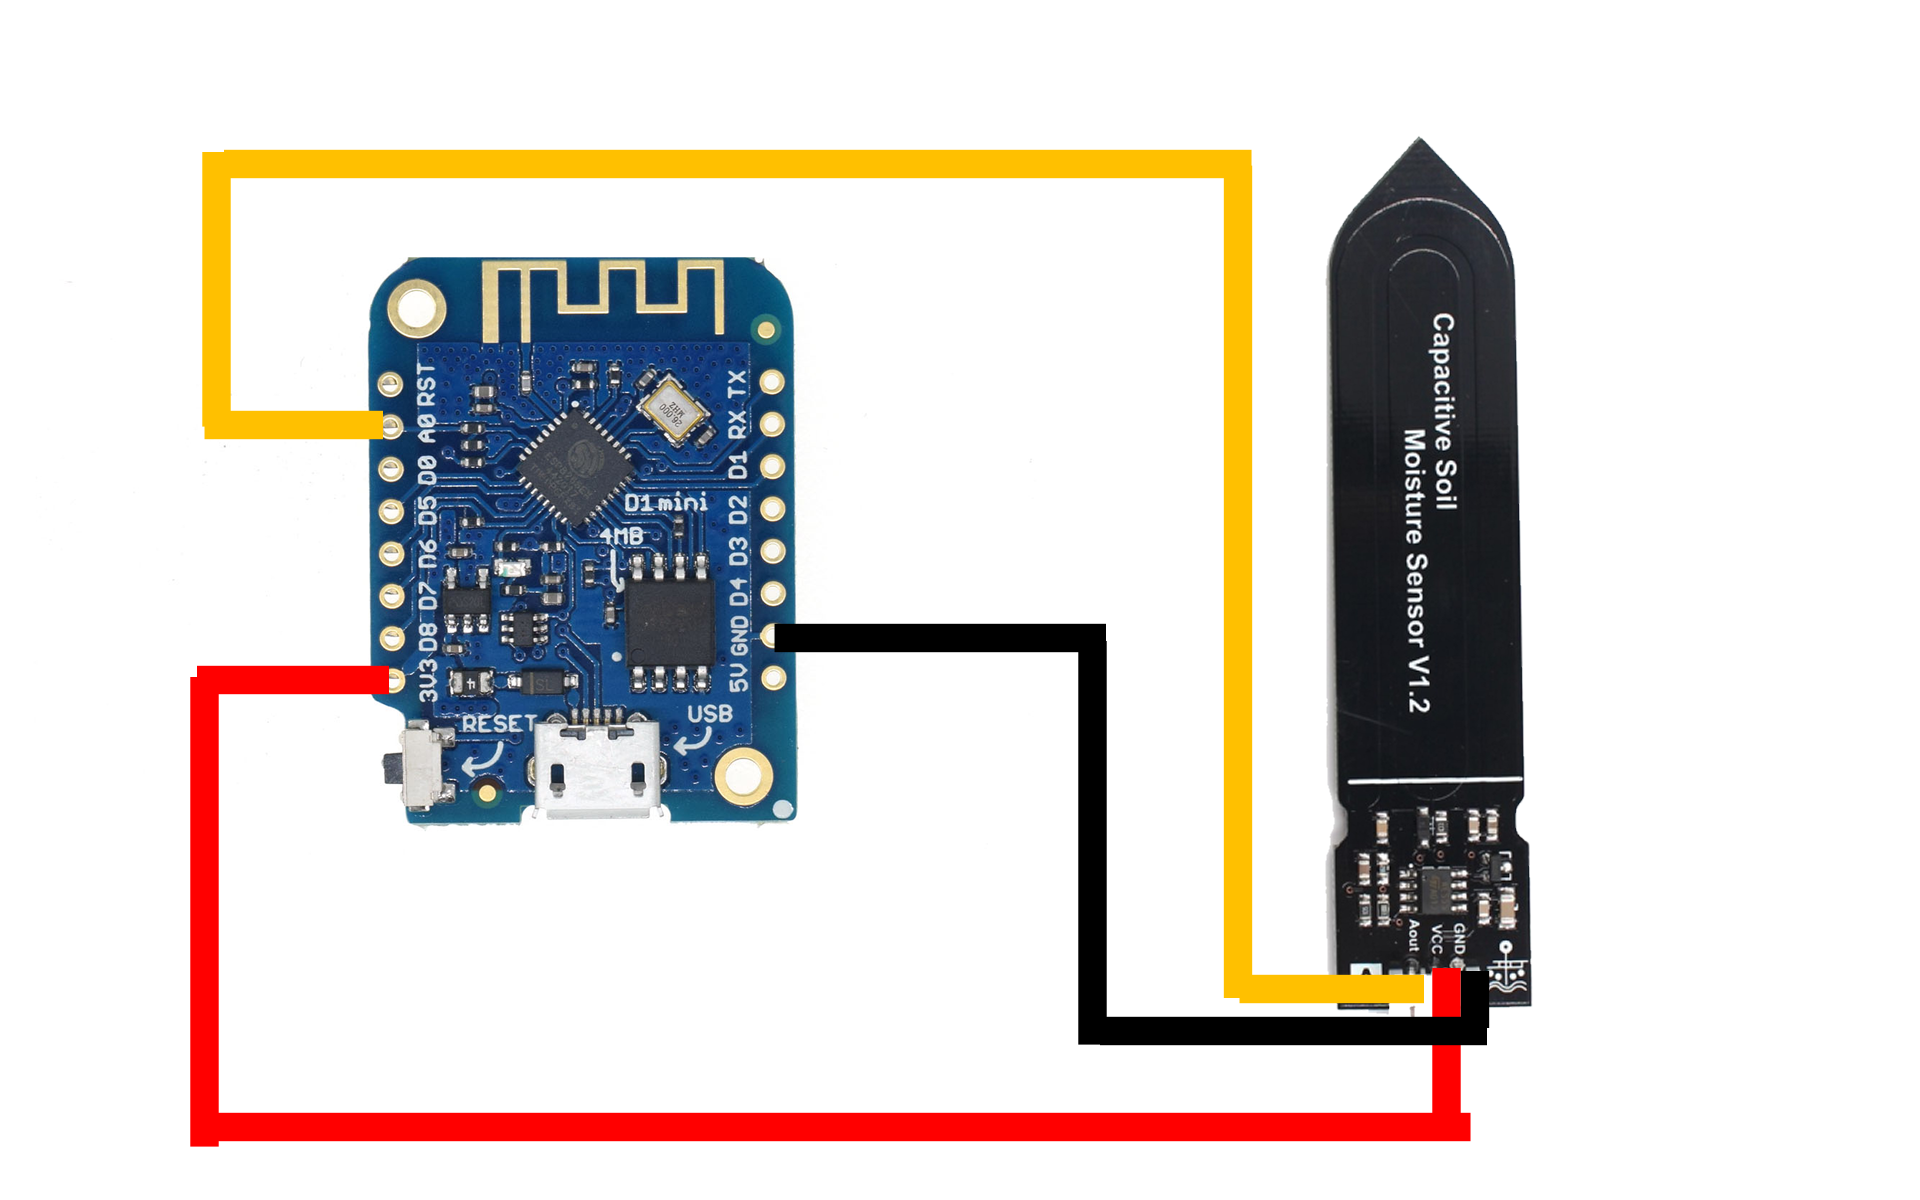 RST
A0
D0
D5
D6
D7
D8
3V3
TX
RX
D1
D2
D3
D4
GND
5V
26.000
MHZ
D1 mini
4MB
RESET
USB
Capacitive Soil
Moisture Sensor V1.2
GND
VCC
Aout